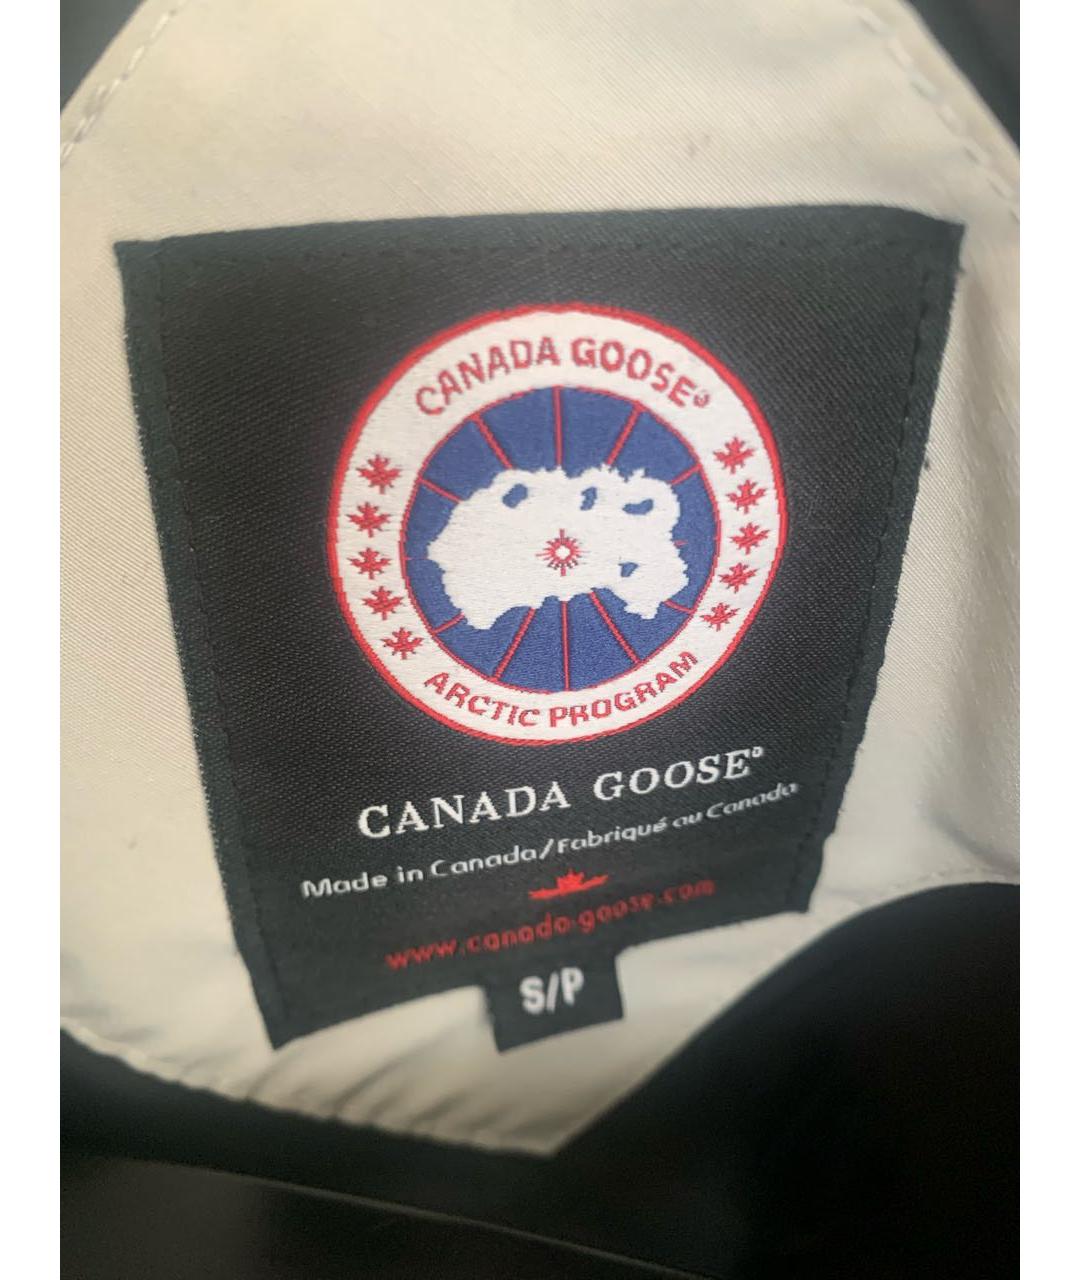 CANADA GOOSE®
ARCTIC PROGRAM
CANADA GOOSE®
Made in Canada/Fabriqué au Canada
www.canada-goose.com
S/P